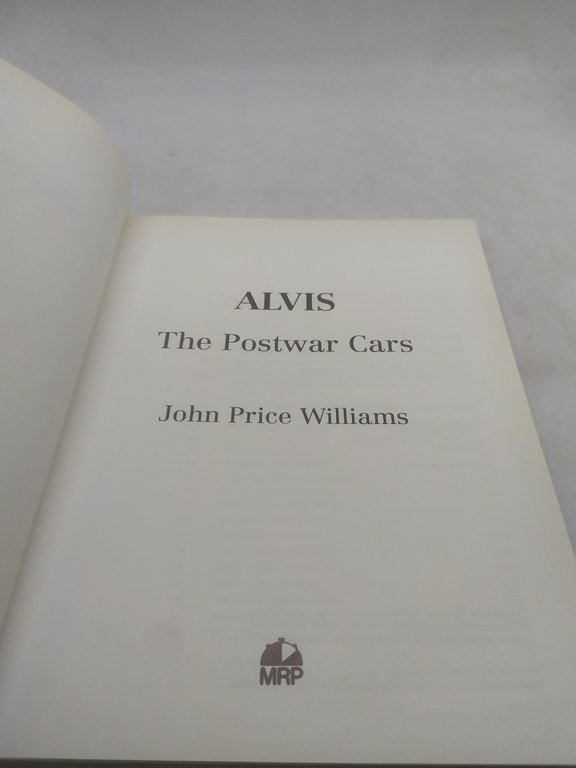 ALVIS
The Postwar Cars
John Price Williams
MRP